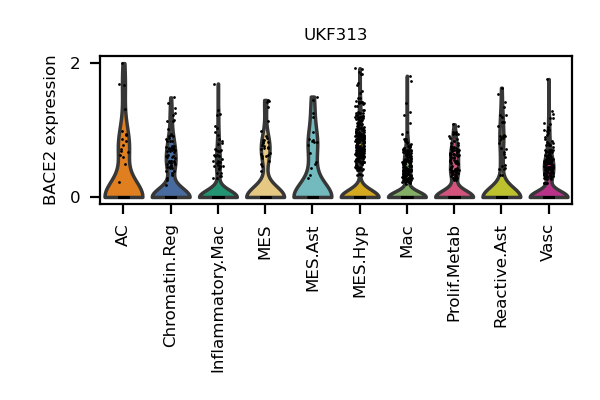 UKF313
BACE2 expression
2
0
AC
Chromatin.Reg
Inflammatory.Mac
MES
MES.Ast
MES.Hyp
Mac
Prolif.Metab
Reactive.Ast
Vasc